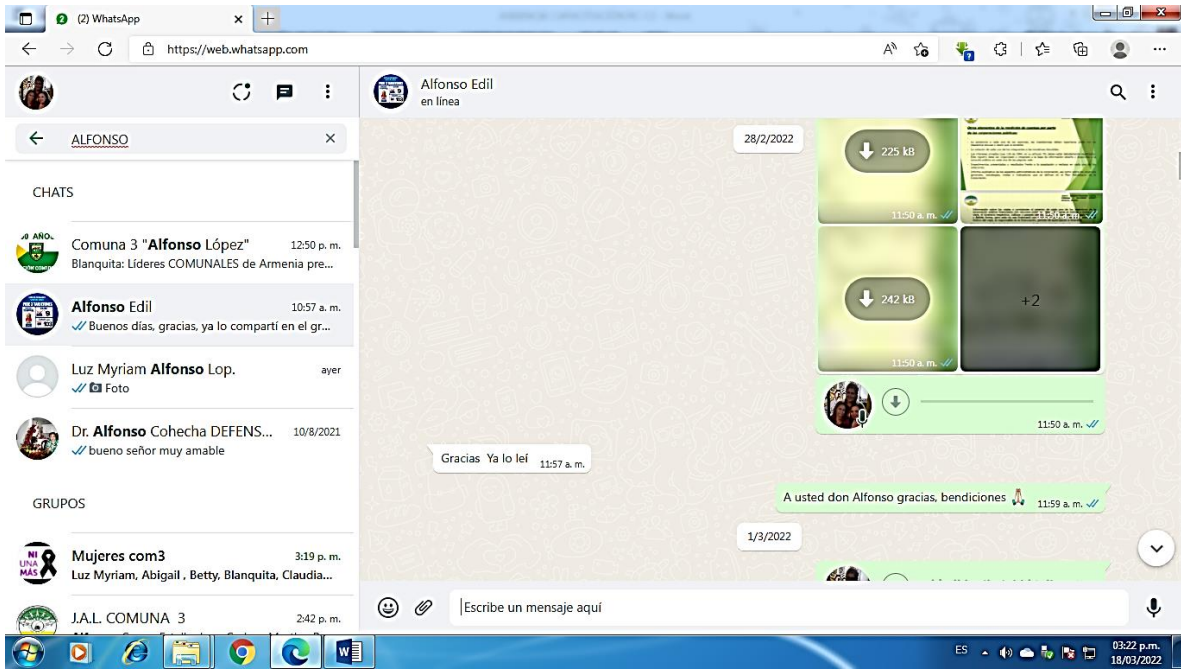 (2) WhatsApp
https://web.whatsapp.com
ALFONSO
CHATS
Comuna 3 "Alfonso López" 12:50 p. m.
Blanquita: Líderes COMUNALES de Armenia pre...
Alfonso Edil 10:57 a. m.
Buenos días, gracias, ya lo compartí en el gr...
Luz Myriam Alfonso Lop. ayer
Foto
Dr. Alfonso Cohecha DEFENS... 10/8/2021
bueno señor muy amable
GRUPOS
NI UNA MÁS
Mujeres com3 3:19 p. m.
Luz Myriam, Abigail , Betty, Blanquita, Claudia...
J.A.L. COMUNA 3 2:42 p. m.
Alfonso Edil
en línea
28/2/2022
225 kB
11:50 a. m.
11:50 a. m.
242 kB
+2
11:50 a. m.
11:50 a. m.
Gracias Ya lo leí 11:57 a. m.
A usted don Alfonso gracias, bendiciones 🙏🏻 11:59 a. m.
1/3/2022
Escribe un mensaje aquí
ES
03:22 p.m.
18/03/2022